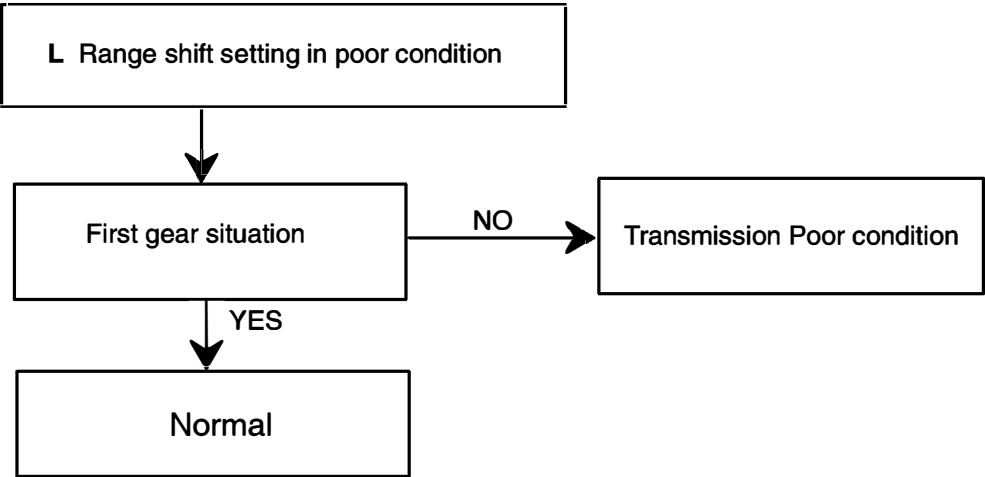 L Range shift setting in poor condition
First gear situation
NO
Transmission Poor condition
YES
Normal